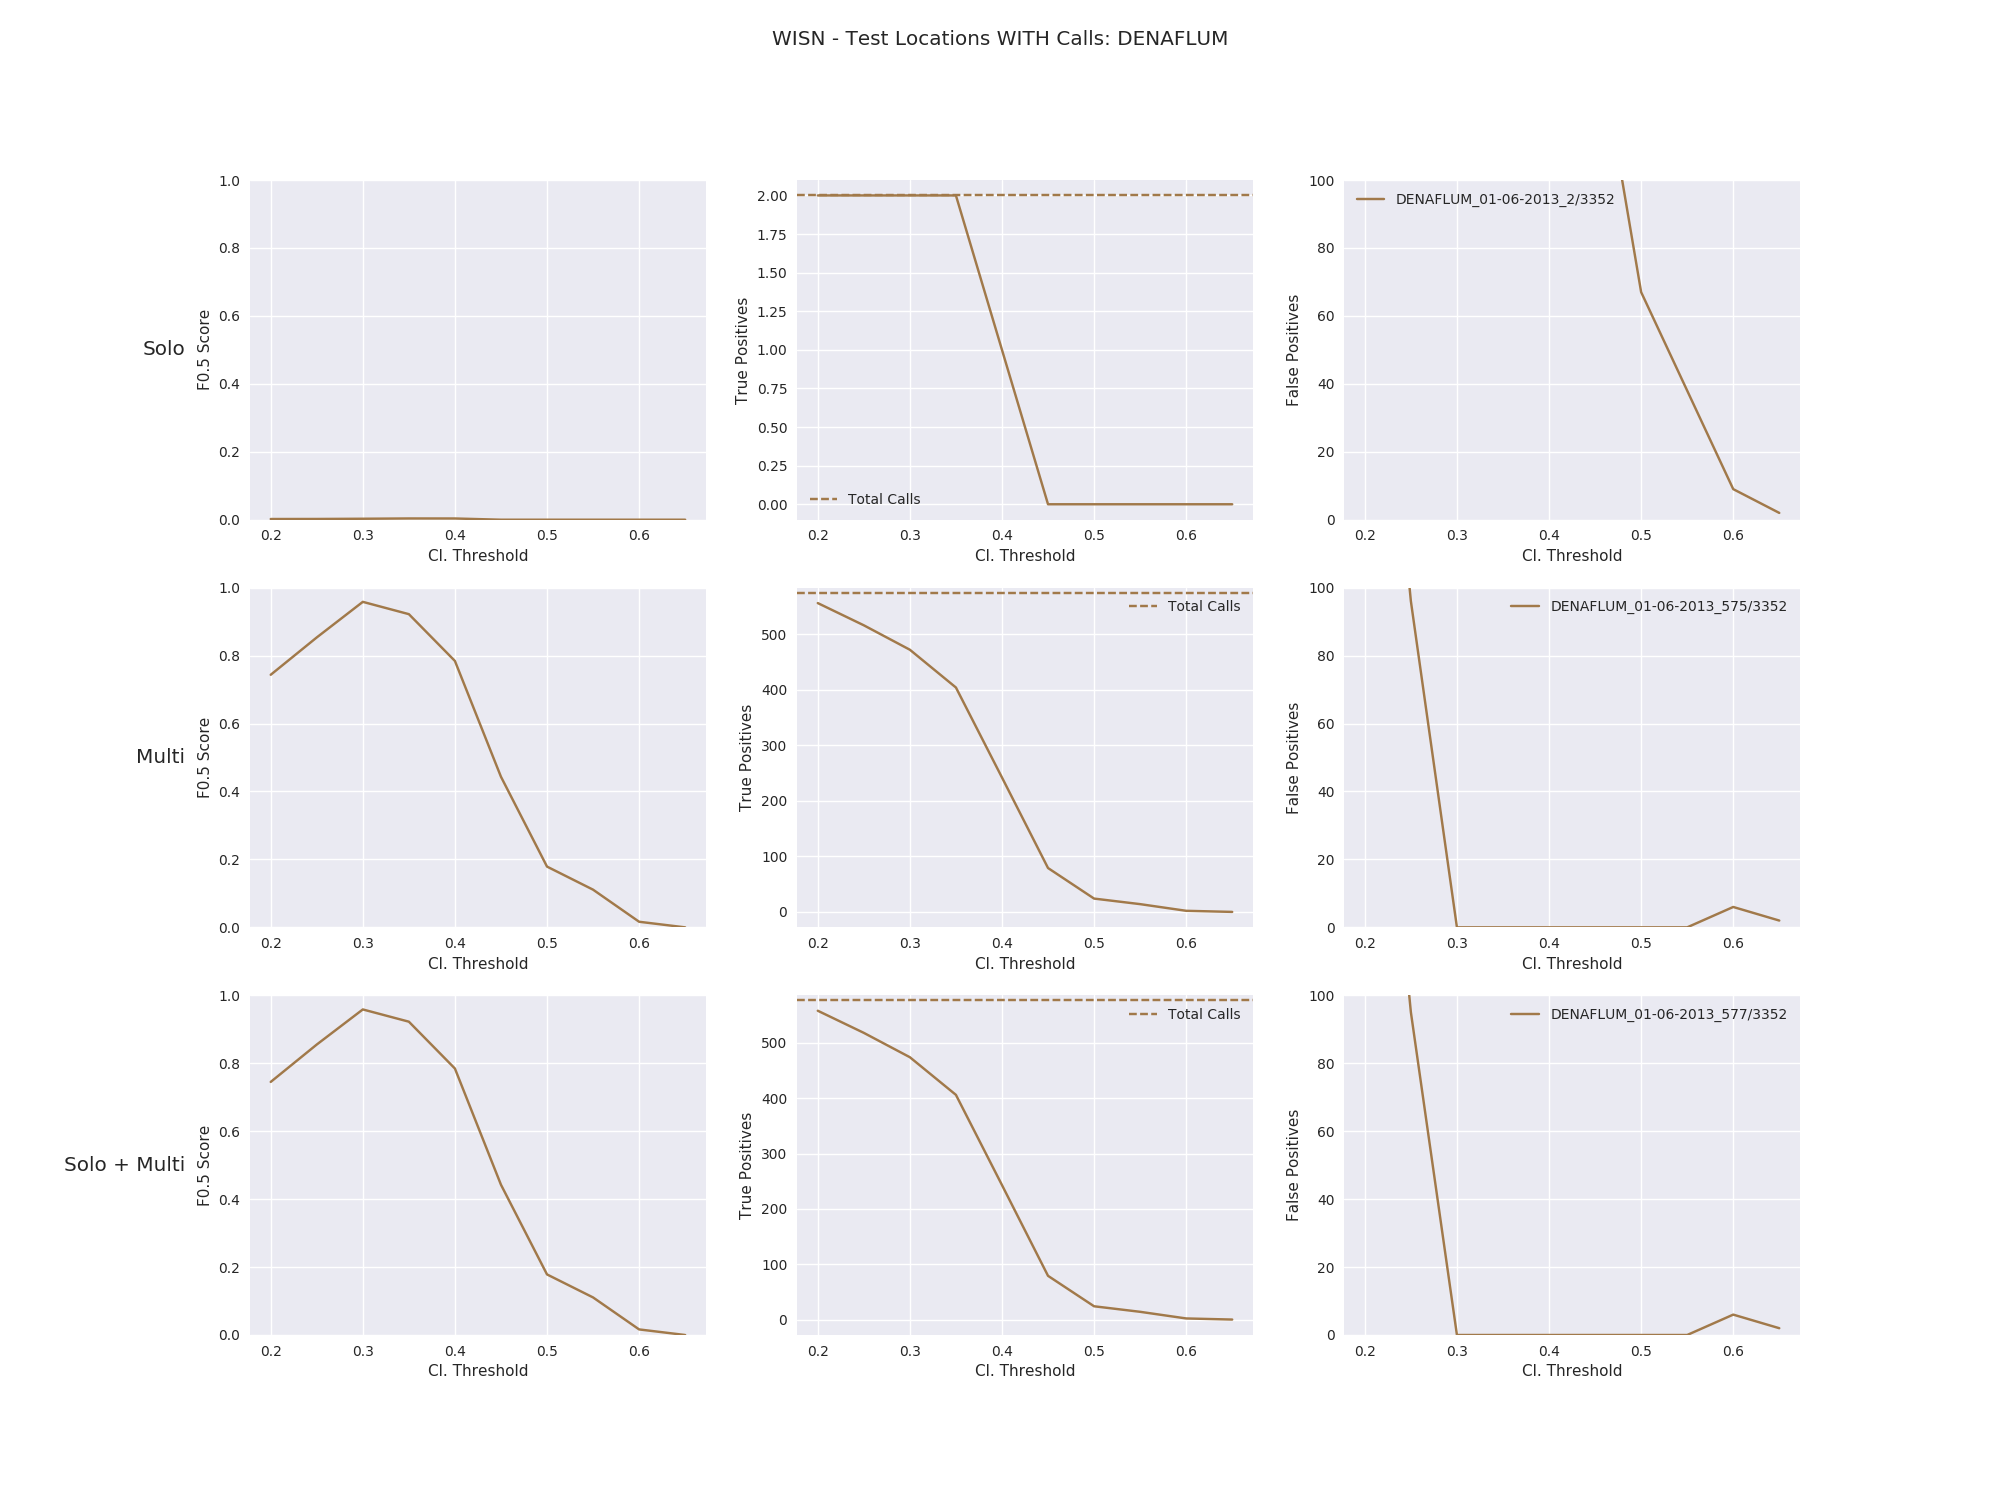 WISN - Test Locations WITH Calls: DENAFLUM
Solo
F0.5 Score
1.0
0.8
0.6
0.4
0.2
0.0
0.2 0.3 0.4 0.5 0.6
Cl. Threshold
True Positives
2.00
1.75
1.50
1.25
1.00
0.75
0.50
0.25
0.00
Total Calls
0.2 0.3 0.4 0.5 0.6
Cl. Threshold
False Positives
100
80
60
40
20
0
DENAFLUM_01-06-2013_2/3352
0.2 0.3 0.4 0.5 0.6
Cl. Threshold
Multi
F0.5 Score
1.0
0.8
0.6
0.4
0.2
0.0
0.2 0.3 0.4 0.5 0.6
Cl. Threshold
True Positives
Total Calls
500
400
300
200
100
0
0.2 0.3 0.4 0.5 0.6
Cl. Threshold
False Positives
100
80
60
40
20
0
DENAFLUM_01-06-2013_575/3352
0.2 0.3 0.4 0.5 0.6
Cl. Threshold
Solo + Multi
F0.5 Score
1.0
0.8
0.6
0.4
0.2
0.0
0.2 0.3 0.4 0.5 0.6
Cl. Threshold
True Positives
Total Calls
500
400
300
200
100
0
0.2 0.3 0.4 0.5 0.6
Cl. Threshold
False Positives
100
80
60
40
20
0
DENAFLUM_01-06-2013_577/3352
0.2 0.3 0.4 0.5 0.6
Cl. Threshold